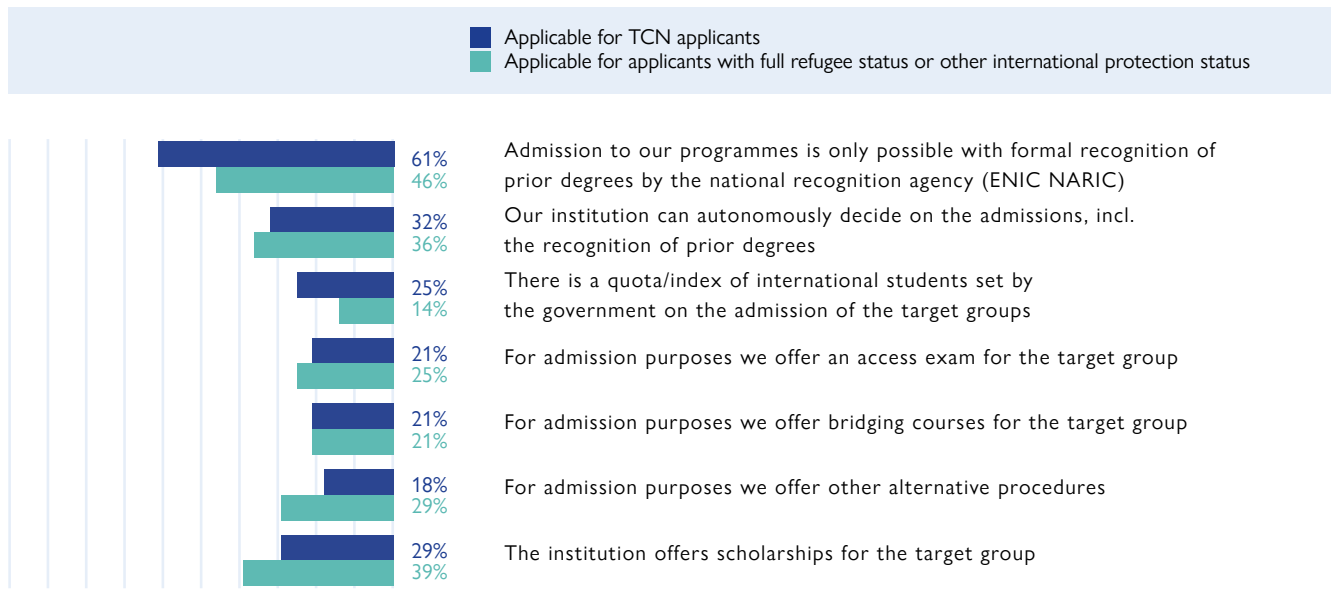 Applicable for TCN applicants
Applicable for applicants with full refugee status or other international protection status
61%
46%
Admission to our programmes is only possible with formal recognition of
prior degrees by the national recognition agency (ENIC NARIC)
32%
36%
Our institution can autonomously decide on the admissions, incl.
the recognition of prior degrees
25%
14%
There is a quota/index of international students set by
the government on the admission of the target groups
21%
25%
For admission purposes we offer an access exam for the target group
21%
21%
For admission purposes we offer bridging courses for the target group
18%
29%
For admission purposes we offer other alternative procedures
29%
39%
The institution offers scholarships for the target group